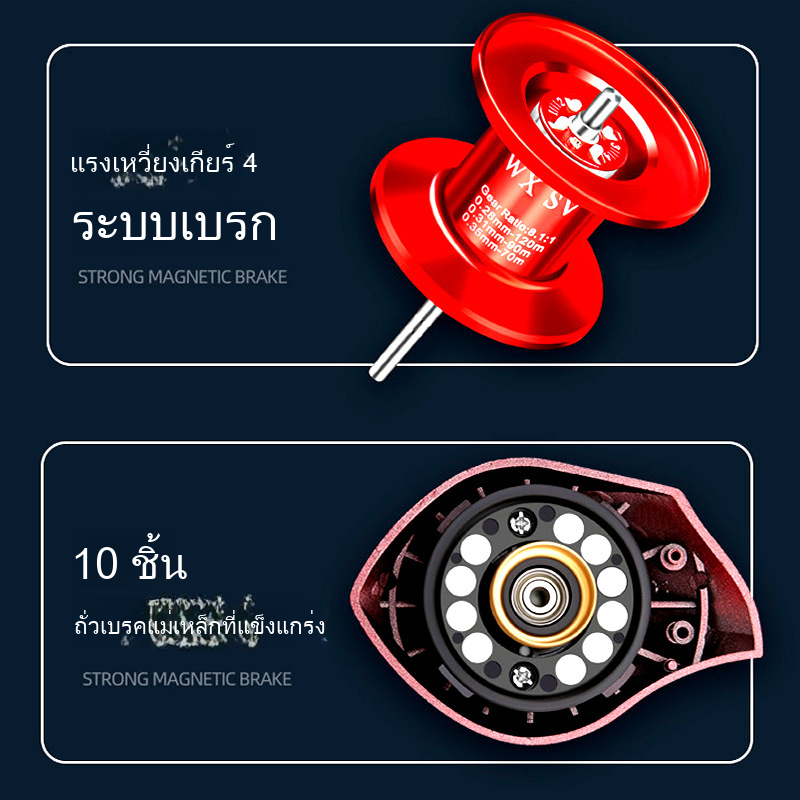 แรงเหวี่ยงเกียร์ 4
ระบบเบรก
STRONG MAGNETIC BRAKE
WX SV
Gear Ratio:8.1:1
0.28mm-120m
0.31mm-90m
0.35mm-70m
10 ชิ้น
ถั่วเบรคแม่เหล็กที่แข็งแกร่ง
STRONG MAGNETIC BRAKE